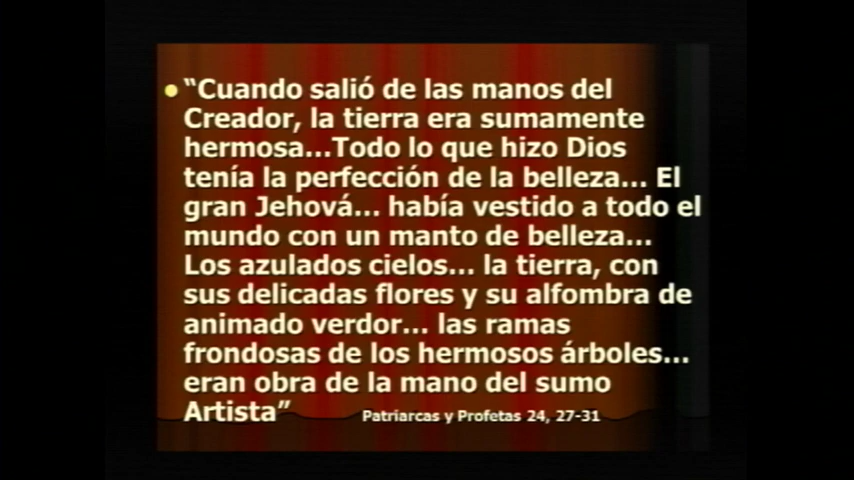 • “Cuando salió de las manos del
Creador, la tierra era sumamente
hermosa...Todo lo que hizo Dios
tenía la perfección de la belleza... El
gran Jehová... había vestido a todo el
mundo con un manto de belleza...
Los azulados cielos... la tierra, con
sus delicadas flores y su alfombra de
animado verdor... las ramas
frondosas de los hermosos árboles...
eran obra de la mano del sumo
Artista” Patriarcas y Profetas 24, 27-31